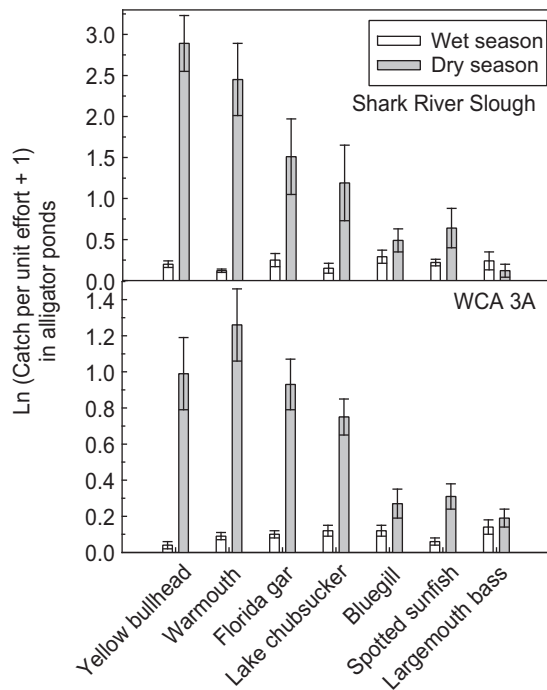 Ln (Catch per unit effort + 1)
in alligator ponds
3.0
2.5
2.0
1.5
1.0
0.5
0.0
Wet season
Dry season
Shark River Slough
1.4
1.2
1.0
0.8
0.6
0.4
0.2
0.0
WCA 3A
Yellow bullhead
Warmouth
Florida gar
Lake chubsucker
Bluegill
Spotted sunfish
Largemouth bass